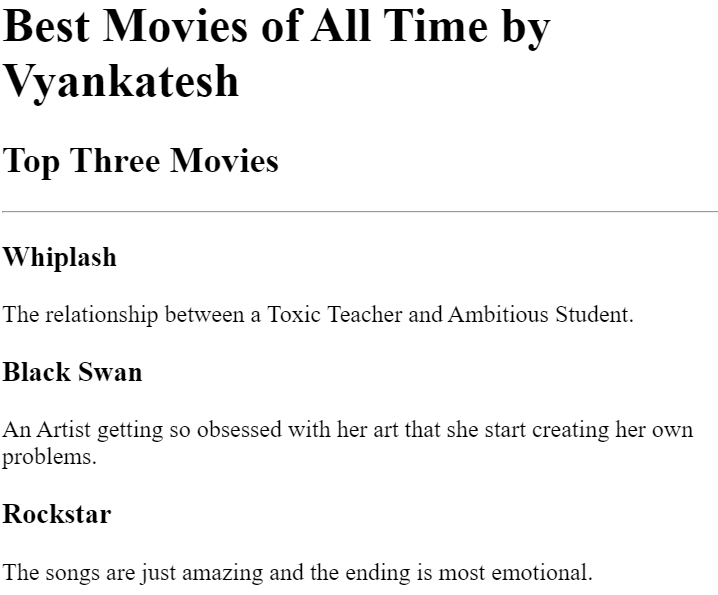 Best Movies of All Time by
Vyankatesh
Top Three Movies
Whiplash
The relationship between a Toxic Teacher and Ambitious Student.
Black Swan
An Artist getting so obsessed with her art that she start creating her own
problems.
Rockstar
The songs are just amazing and the ending is most emotional.